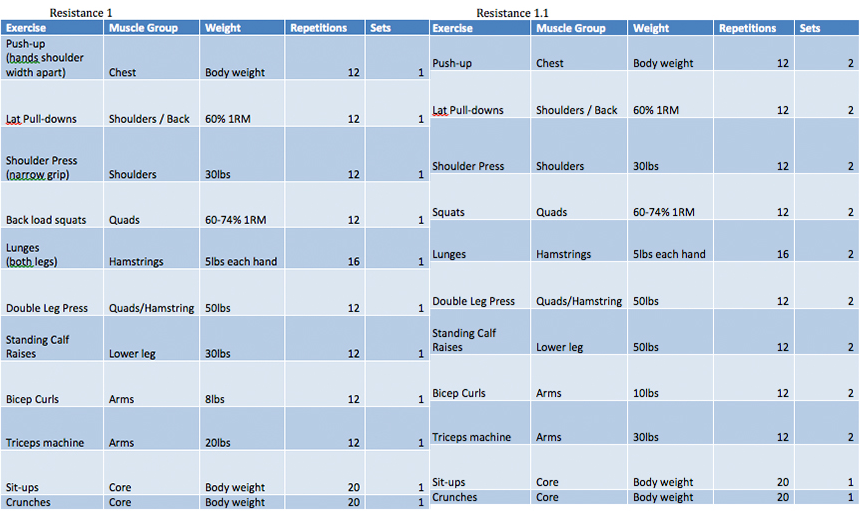 Resistance 1
Exercise Muscle Group Weight Repetitions Sets
Push-up
(hands shoulder
width apart) Chest Body weight 12 1
Lat Pull-downs Shoulders / Back 60% 1RM 12 1
Shoulder Press
(narrow grip) Shoulders 30lbs 12 1
Back load squats Quads 60-74% 1RM 12 1
Lunges
(both legs) Hamstrings 5lbs each hand 16 1
Double Leg Press Quads/Hamstring 50lbs 12 1
Standing Calf
Raises Lower leg 30lbs 12 1
Bicep Curls Arms 8lbs 12 1
Triceps machine Arms 20lbs 12 1
Sit-ups Core Body weight 20 1
Crunches Core Body weight 20 1
Resistance 1.1
Exercise Muscle Group Weight Repetitions Sets
Push-up Chest Body weight 12 2
Lat Pull-downs Shoulders / Back 60% 1RM 12 2
Shoulder Press Shoulders 30lbs 12 2
Squats Quads 60-74% 1RM 12 2
Lunges Hamstrings 5lbs each hand 16 2
Double Leg Press Quads/Hamstring 50lbs 12 2
Standing Calf
Raises Lower leg 50lbs 12 2
Bicep Curls Arms 10lbs 12 2
Triceps machine Arms 30lbs 12 2
Sit-ups Core Body weight 20 1
Crunches Core Body weight 20 1